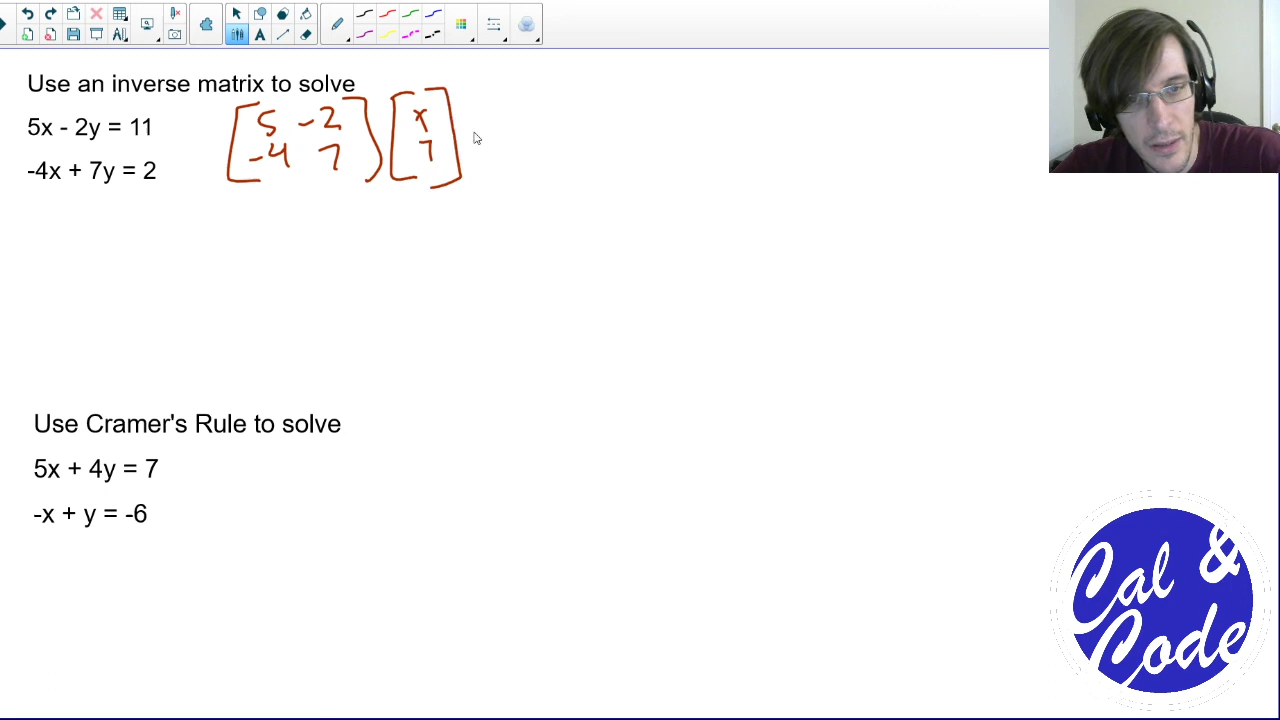 Use an inverse matrix to solve
5x - 2y = 11
-4x + 7y = 2
[5 -2] [x]
[-4 7] [7]
Use Cramer's Rule to solve
5x + 4y = 7
-x + y = -6
Cal &
Code